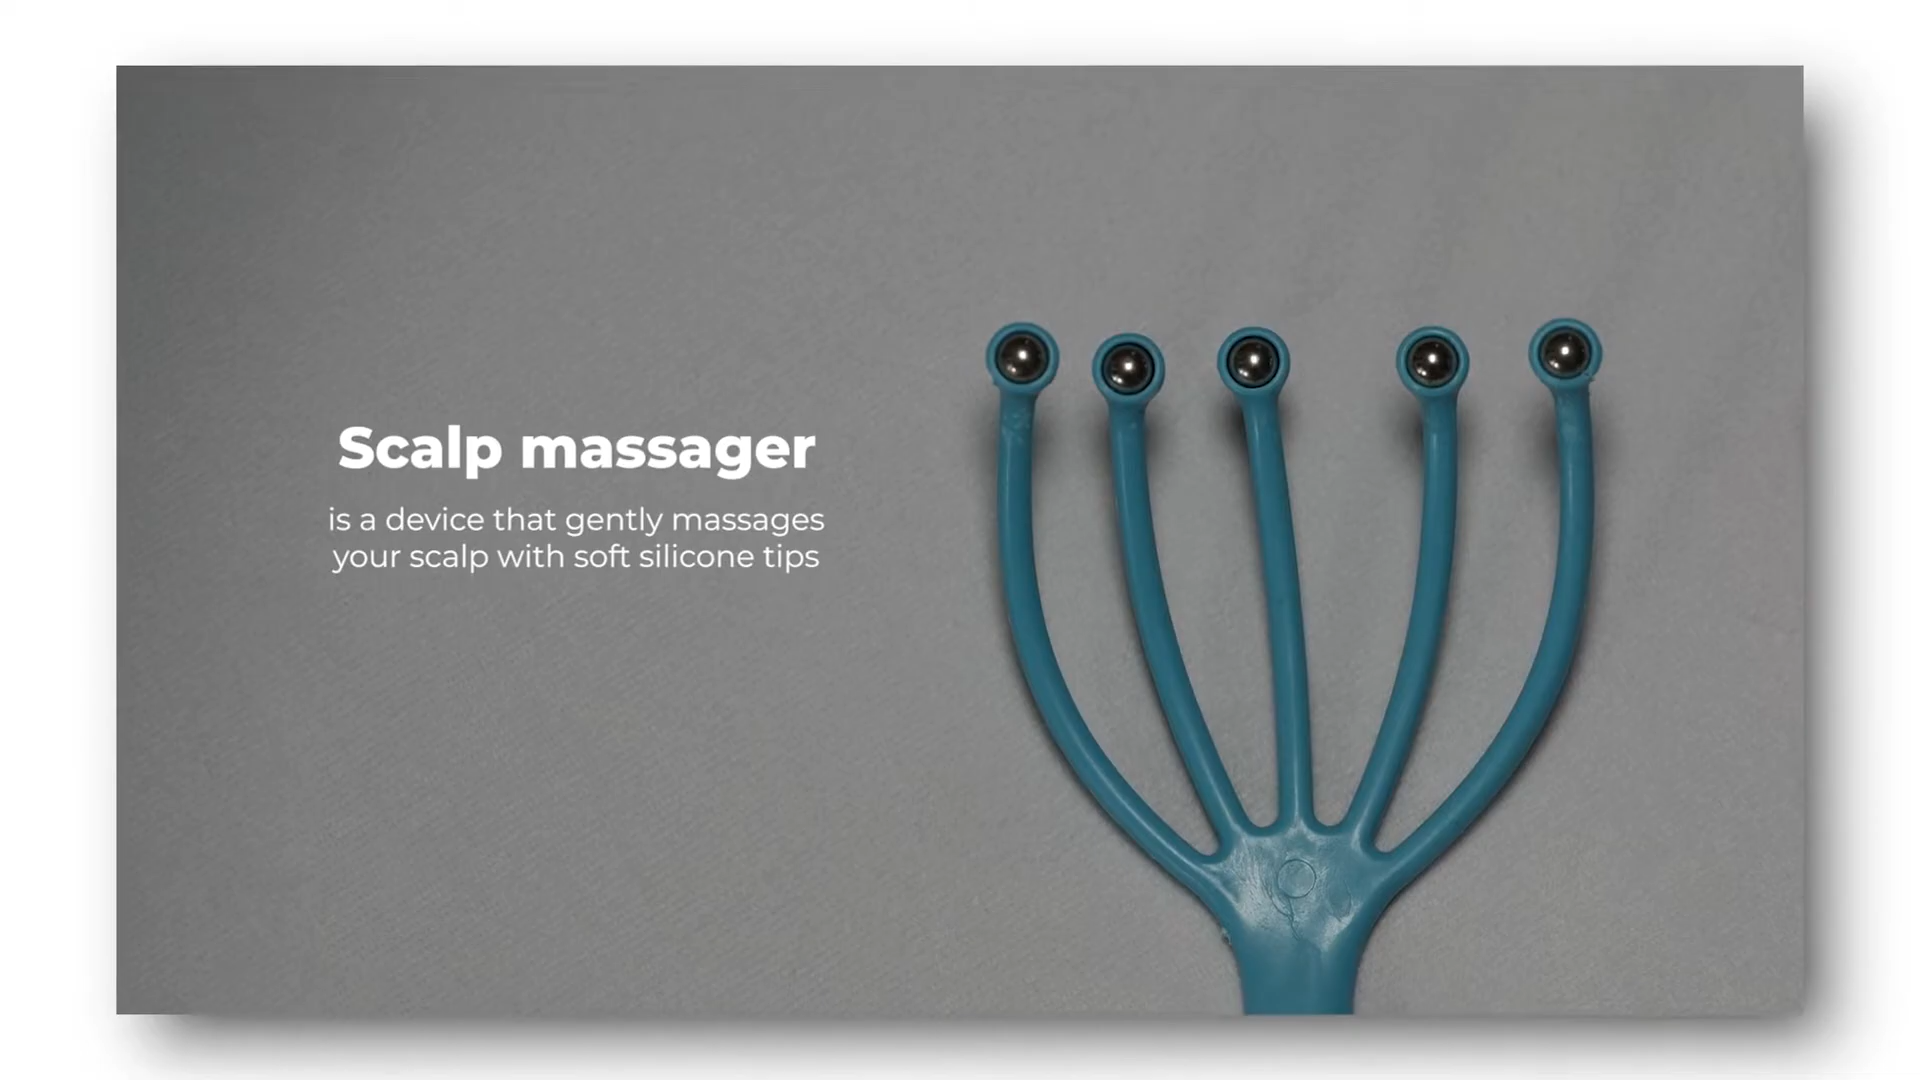 Scalp massager
is a device that gently massages
your scalp with soft silicone tips